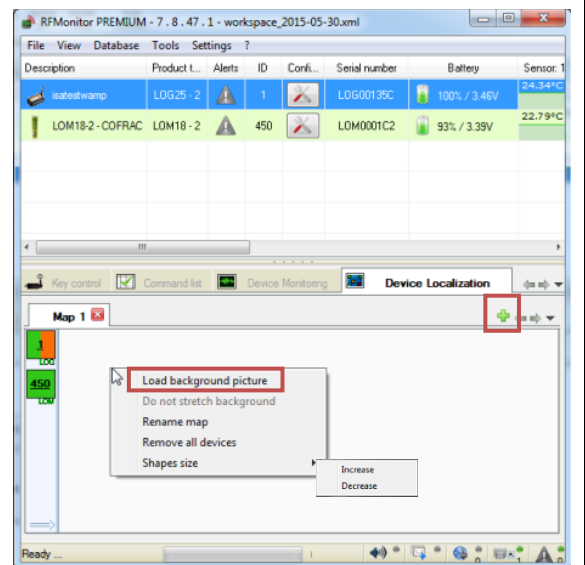 RFMonitor PREMIUM - 7 . 8 . 47 . 1 - workspace_2015-05-30.xml
File View Database Tools Settings ?
Description Product t... Alerts ID Confi... Serial number Battery Sensor: 1
isatestwamp LOG25 - 2 1 LOG00135C 100% / 3.46V 24.34°C
LOM18-2 - COFRAC LOM18 - 2 450 LOM0001C2 93% / 3.39V 22.79°C
Key control Command list Device Monitoring Device Localization
Map 1
1
LOG
450
LOM
Load background picture
Do not stretch background
Rename map
Remove all devices
Shapes size
Increase
Decrease
Ready ... 0 0 1 0